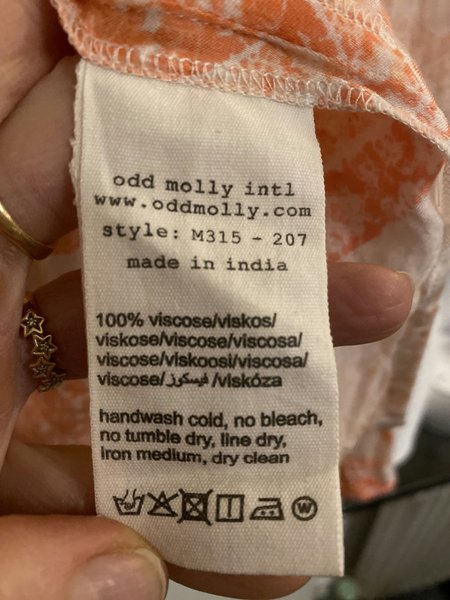 odd molly intl
www.oddmolly.com
style: M315 - 207
made in india
100% viscose/viskos/
viskose/viscose/viscosa/
viscose/viskoosi/viscosa/
viscose/فيسكوز/viskóza
handwash cold, no bleach,
no tumble dry, line dry,
iron medium, dry clean
W